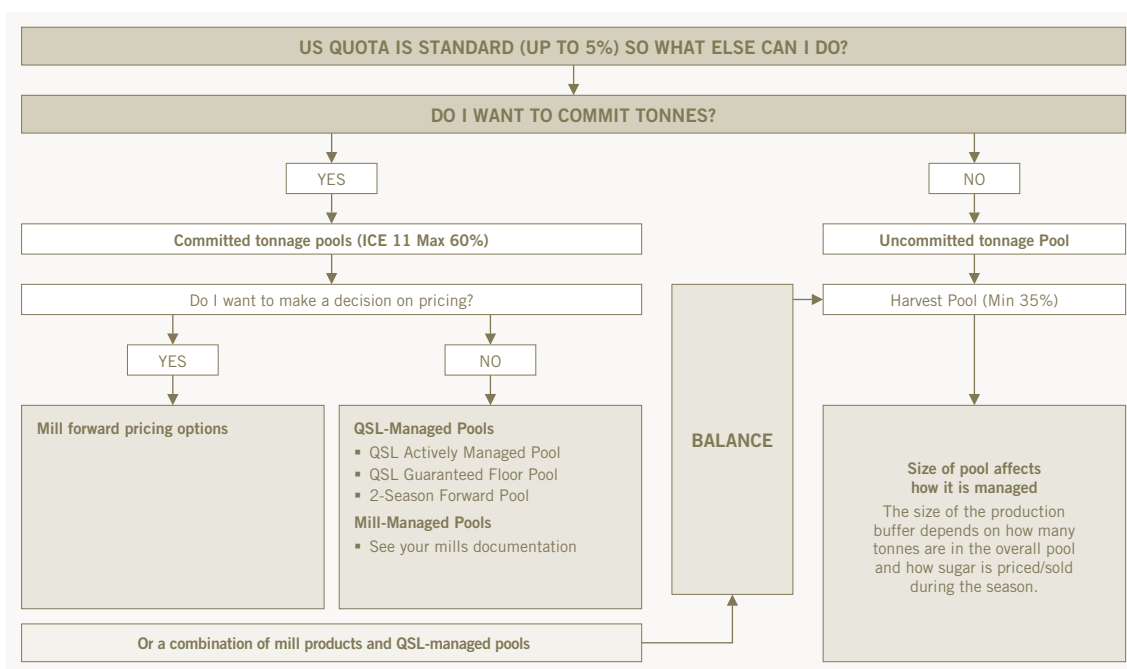 US QUOTA IS STANDARD (UP TO 5%) SO WHAT ELSE CAN I DO?
DO I WANT TO COMMIT TONNES?
YES
NO
Committed tonnage pools (ICE 11 Max 60%)
Uncommitted tonnage Pool
Do I want to make a decision on pricing?
Harvest Pool (Min 35%)
YES
NO
Mill forward pricing options
QSL-Managed Pools
▪ QSL Actively Managed Pool
▪ QSL Guaranteed Floor Pool
▪ 2-Season Forward Pool
Mill-Managed Pools
▪ See your mills documentation
BALANCE
Size of pool affects
how it is managed
The size of the production
buffer depends on how many
tonnes are in the overall pool
and how sugar is priced/sold
during the season.
Or a combination of mill products and QSL-managed pools